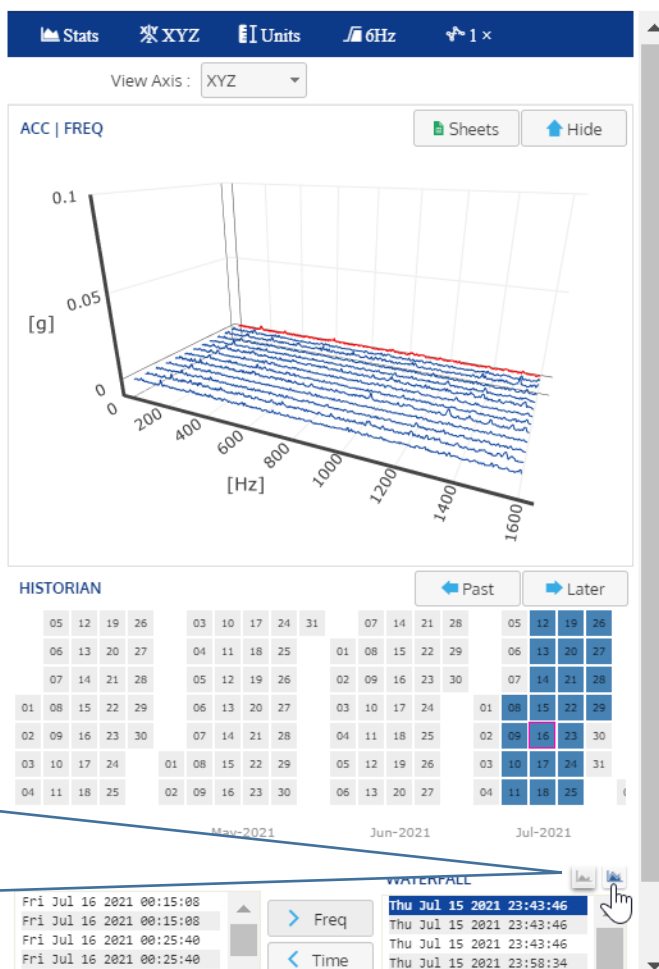 Stats XYZ Units 6Hz 1 ×
View Axis : XYZ
ACC | FREQ Sheets Hide
0.1
0.05
[g]
0
0
200
400
600
800
[Hz]
1000
1200
1400
1600
HISTORIAN Past Later
05 12 19 26 03 10 17 24 31 07 14 21 28 05 12 19 26
06 13 20 27 04 11 18 25 01 08 15 22 29 06 13 20 27
07 14 21 28 05 12 19 26 02 09 16 23 30 07 14 21 28
01 08 15 22 29 06 13 20 27 03 10 17 24 01 08 15 22 29
02 09 16 23 30 07 14 21 28 04 11 18 25 02 09 16 23 30
03 10 17 24 01 08 15 22 29 05 12 19 26 03 10 17 24 31
04 11 18 25 02 09 16 23 30 06 13 20 27 04 11 18 25
May-2021 Jun-2021 Jul-2021
WATERFALL
Fri Jul 16 2021 00:15:08
Fri Jul 16 2021 00:15:08
Fri Jul 16 2021 00:25:40
Fri Jul 16 2021 00:25:40
Freq
Time
Thu Jul 15 2021 23:43:46
Thu Jul 15 2021 23:43:46
Thu Jul 15 2021 23:43:46
Thu Jul 15 2021 23:58:34